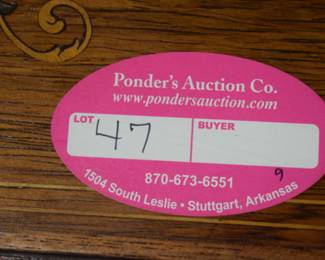 Ponder's Auction Co.
www.pondersauction.com
LOT BUYER
47
9
870-673-6551
1504 South Leslie • Stuttgart, Arkansas